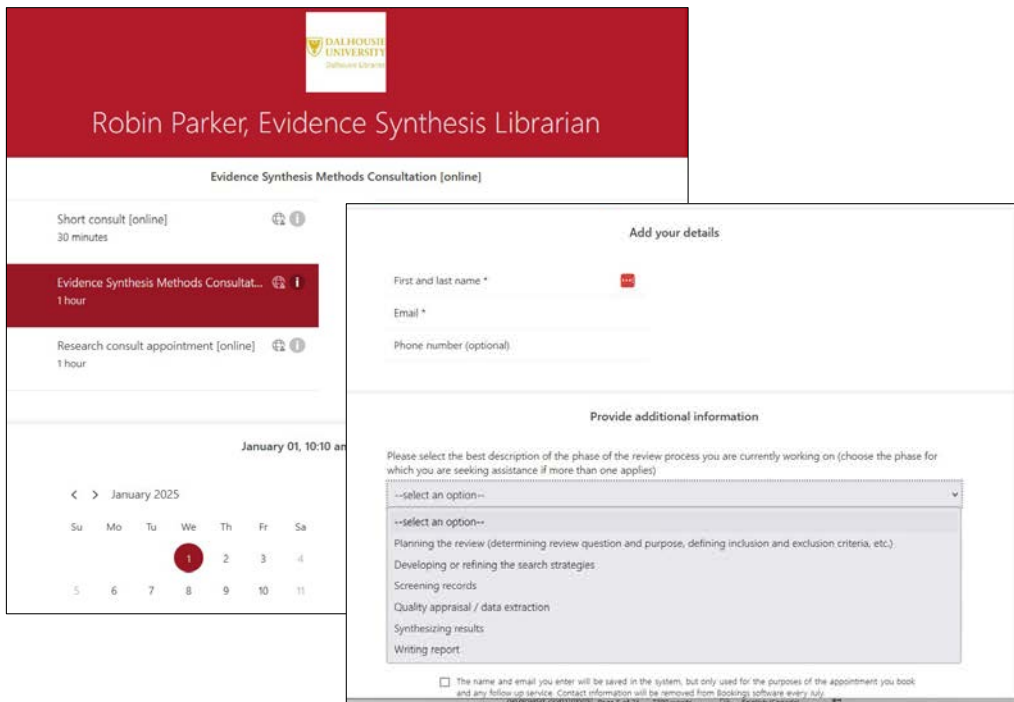 DALHOUSIE
UNIVERSITY
Dalhousie Libraries
Robin Parker, Evidence Synthesis Librarian
Evidence Synthesis Methods Consultation [online]
Short consult [online]
30 minutes
Evidence Synthesis Methods Consultat...
1 hour
Research consult appointment [online]
1 hour
January 01, 10:10 am
< > January 2025
Su Mo Tu We Th Fr Sa
1 2 3 4
5 6 7 8 9 10 11
Add your details
First and last name *
Email *
Phone number (optional)
Provide additional information
Please select the best description of the phase of the review process you are currently working on (choose the phase for
which you are seeking assistance if more than one applies)
--select an option--
--select an option--
Planning the review (determining review question and purpose, defining inclusion and exclusion criteria, etc.)
Developing or refining the search strategies
Screening records
Quality appraisal / data extraction
Synthesizing results
Writing report
The name and email you enter will be saved in the system, but only used for the purposes of the appointment you book
and any follow up service. Contact information will be removed from Bookings software every July.